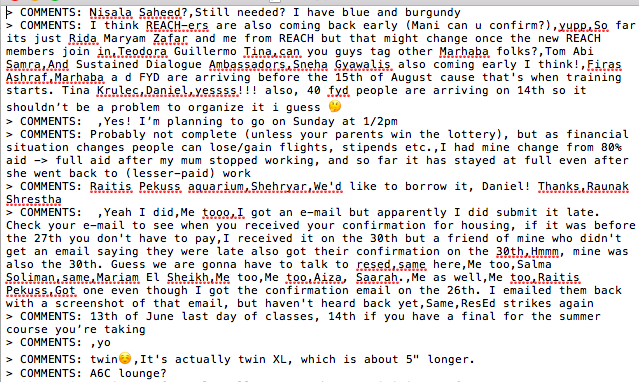 > COMMENTS: Nisala Saheed?,Still needed? I have blue and burgundy
> COMMENTS: I think REACH-ers are also coming back early (Mani can u confirm?),yupp,So far
its just Rida Maryam Zafar and me from REACH but that might change once the new REACH
members join in,Teodora Guillermo Tina,can you guys tag other Marhaba folks?,Tom Abi
Samra,And Sustained Dialogue Ambassadors,Sneha Gyawalis also coming early I think!,Firas
Ashraf,Marhaba a d FYD are arriving before the 15th of August cause that's when training
starts. Tina Krulec,Daniel,yessss!!! also, 40 fyd people are arriving on 14th so it
shouldn't be a problem to organize it i guess 🤔
> COMMENTS:  ,Yes! I'm planning to go on Sunday at 1/2pm
> COMMENTS: Probably not complete (unless your parents win the lottery), but as financial
situation changes people can lose/gain flights, stipends etc.,I had mine change from 80%
aid -> full aid after my mum stopped working, and so far it has stayed at full even after
she went back to (lesser-paid) work
> COMMENTS: Raitis Pekuss aquarium,Shehryar,We'd like to borrow it, Daniel! Thanks,Raunak
Shrestha
> COMMENTS:  ,Yeah I did,Me tooo,I got an e-mail but apparently I did submit it late.
Check your e-mail to see when you received your confirmation for housing, if it was before
the 27th you don't have to pay,I received it on the 30th but a friend of mine who didn't
get an email saying they were late also got their confirmation on the 30th,Hmmm, mine was
also the 30th. Guess we are gonna have to talk to resed,same here,Me too,Salma
Soliman,same,Mariam El Sheikh,Me too,Me too,Aiza, Saarah.,Me as well,Me too,Raitis
Pekuss,Got one even though I got the confirmation email on the 26th. I emailed them back
with a screenshot of that email, but haven't heard back yet,Same,ResEd strikes again
> COMMENTS: 13th of June last day of classes, 14th if you have a final for the summer
course you're taking
> COMMENTS: ,yo
> COMMENTS: twin☺️,It's actually twin XL, which is about 5" longer.
> COMMENTS: A6C lounge?